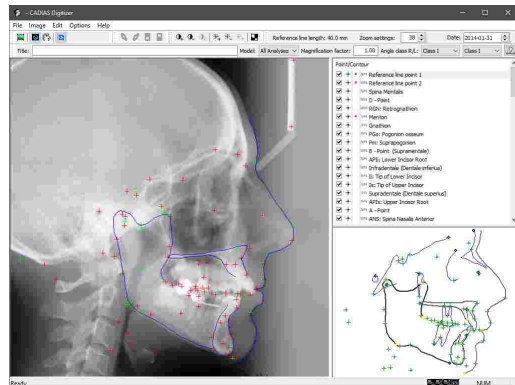 - CADIAS Digitizer
File Image Edit Options Help
Reference line length: 40.0 mm Zoom settings: 38 Date: 2014-01-31
Title: Model: All Analyses Magnification factor: 1.00 Angle class R/L: Class I Class I
Point/Contour
Reference line point 1
Reference line point 2
Spina Mentalis
D - Point
RGN: Retrognathion
Menton
Gnathion
PGo: Pogonion osseum
Pm: Suprapogonion
B - Point (Supramentale)
APIi: Lower Incisor Root
Infradentale (Dentale inferius)
Ii: Tip of Lower Incisor
Is: Tip of Upper Incisor
Supradentale (Dentale superius)
APIs: Upper Incisor Root
A - Point
ANS: Spina Nasalis Anterior
Ready NUM